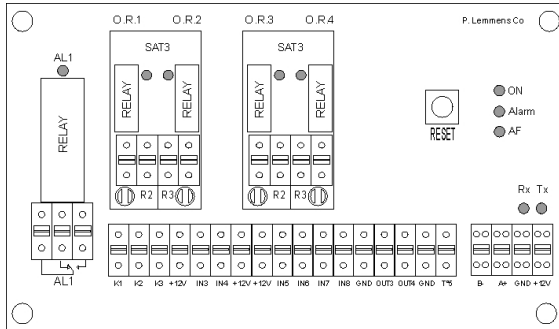 O.R.1 O.R.2 O.R.3 O.R.4 P. Lemmens Co
SAT3 SAT3
AL1
RELAY RELAY RELAY RELAY RELAY
ON
Alarm
AF
RESET
R2 R3 R2 R3
Rx Tx
AL1
K1 K2 K3 +12V IN3 IN4 +12V +12V IN5 IN6 IN7 IN8 GND OUT3 OUT4 GND T°5 B- A+ GND +12V